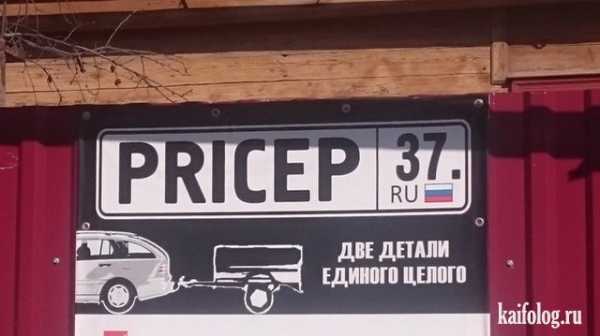 PRICEP 37.
RU
ДВЕ ДЕТАЛИ
ЕДИНОГО ЦЕЛОГО
kaifolog.ru